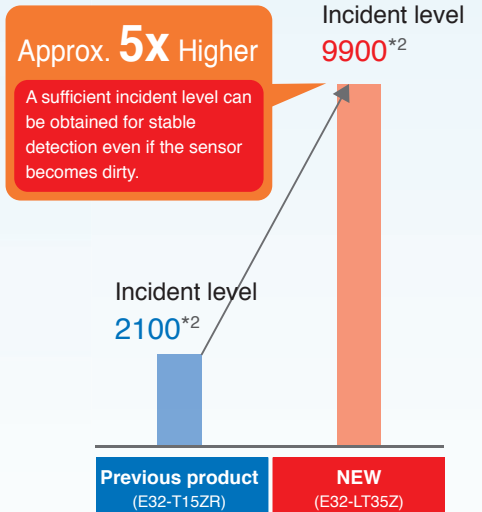 Approx. 5x Higher
A sufficient incident level can
be obtained for stable
detection even if the sensor
becomes dirty.
Incident level
9900*2
Incident level
2100*2
Previous product
(E32-T15ZR)
NEW
(E32-LT35Z)